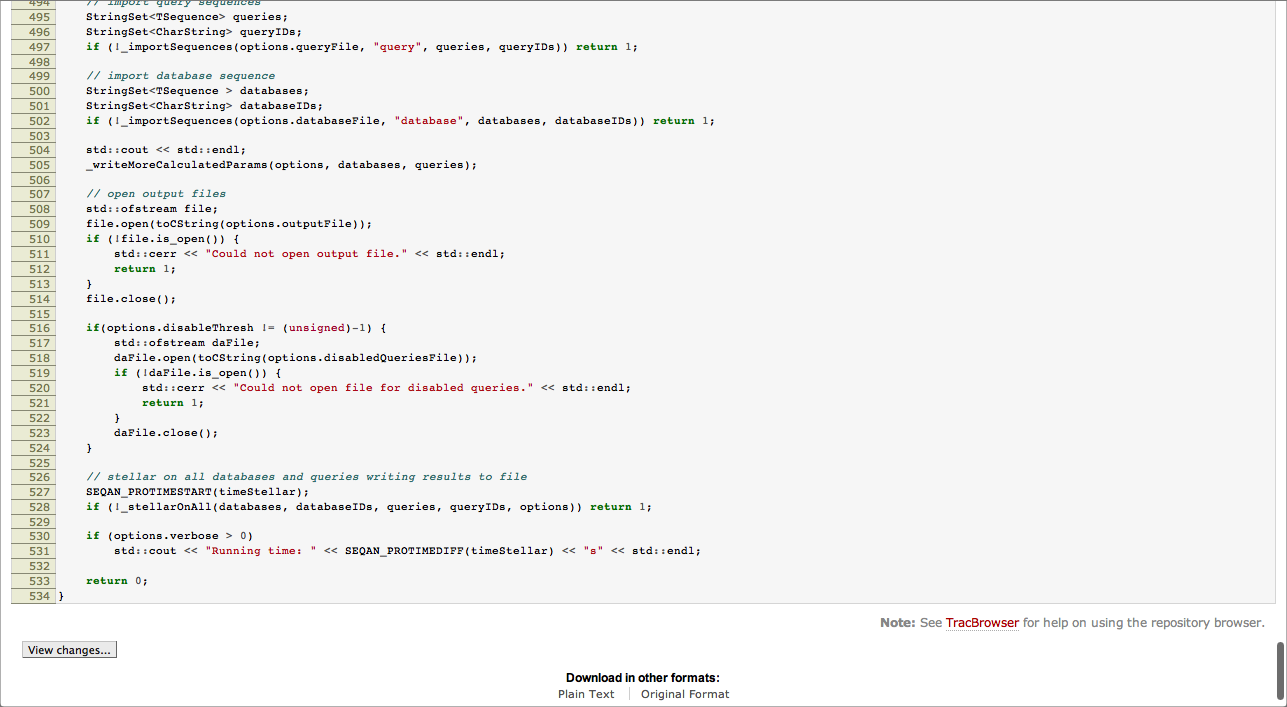 494 // import query sequences
495 StringSet<TSequence> queries;
496 StringSet<CharString> queryIDs;
497 if (!_importSequences(options.queryFile, "query", queries, queryIDs)) return 1;
498
499 // import database sequence
500 StringSet<TSequence > databases;
501 StringSet<CharString> databaseIDs;
502 if (!_importSequences(options.databaseFile, "database", databases, databaseIDs)) return 1;
503
504 std::cout << std::endl;
505 _writeMoreCalculatedParams(options, databases, queries);
506
507 // open output files
508 std::ofstream file;
509 file.open(toCString(options.outputFile));
510 if (!file.is_open()) {
511 std::cerr << "Could not open output file." << std::endl;
512 return 1;
513 }
514 file.close();
515
516 if(options.disableThresh != (unsigned)-1) {
517 std::ofstream daFile;
518 daFile.open(toCString(options.disabledQueriesFile));
519 if (!daFile.is_open()) {
520 std::cerr << "Could not open file for disabled queries." << std::endl;
521 return 1;
522 }
523 daFile.close();
524 }
525
526 // stellar on all databases and queries writing results to file
527 SEQAN_PROTIMESTART(timeStellar);
528 if (!_stellarOnAll(databases, databaseIDs, queries, queryIDs, options)) return 1;
529
530 if (options.verbose > 0)
531 std::cout << "Running time: " << SEQAN_PROTIMEDIFF(timeStellar) << "s" << std::endl;
532
533 return 0;
534 }
Note: See TracBrowser for help on using the repository browser.
View changes...
Download in other formats:
Plain Text Original Format